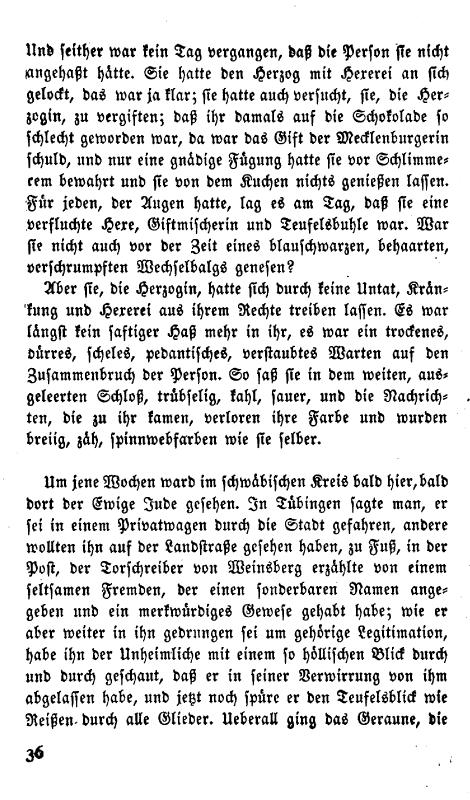 Und seither war kein Tag vergangen, daß die Person sie nicht
angehaßt hätte. Sie hatte den Herzog mit Hexerei an sich
gelockt, das war ja klar; sie hatte auch versucht, sie, die Her-
zogin, zu vergiften; daß ihr damals auf die Schokolade so
schlecht geworden war, da war das Gift der Mecklenburgerin
schuld, und nur eine gnädige Fügung hatte sie vor Schlimme-
rem bewahrt und sie von dem Kuchen nichts genießen lassen.
Für jeden, der Augen hatte, lag es am Tag, daß sie eine
verfluchte Hexe, Giftmischerin und Teufelsbuhle war. War
sie nicht auch vor der Zeit eines blauschwarzen, behaarten,
verschrumpften Wechselbalgs genesen?
Aber sie, die Herzogin, hatte sich durch keine Untat, Krän-
kung und Hexerei aus ihrem Rechte treiben lassen. Es war
längst kein saftiger Haß mehr in ihr, es war ein trockenes,
dürres, scheles, pedantisches, verstaubtes Warten auf den
Zusammenbruch der Person. So saß sie in dem weiten, aus-
geleerten Schloß, trübselig, kahl, sauer, und die Nachrich-
ten, die zu ihr kamen, verloren ihre Farbe und wurden
breiig, zäh, spinnwebfarben wie sie selber.
Um jene Wochen ward im schwäbischen Kreis bald hier, bald
dort der Ewige Jude gesehen. In Tübingen sagte man, er
sei in einem Privatwagen durch die Stadt gefahren, andere
wollten ihn auf der Landstraße gesehen haben, zu Fuß, in der
Post, der Torschreiber von Weinsberg erzählte von einem
seltsamen Fremden, der einen sonderbaren Namen ange-
geben und ein merkwürdiges Gewese gehabt habe; wie er
aber weiter in ihn gedrungen sei um gehörige Legitimation,
habe ihn der Unheimliche mit einem so höllischen Blick durch
und durch geschaut, daß er in seiner Verwirrung von ihm
abgelassen habe, und jetzt noch spüre er den Teufelsblick wie
Reißen durch alle Glieder. Ueberall ging das Geraune, die
36